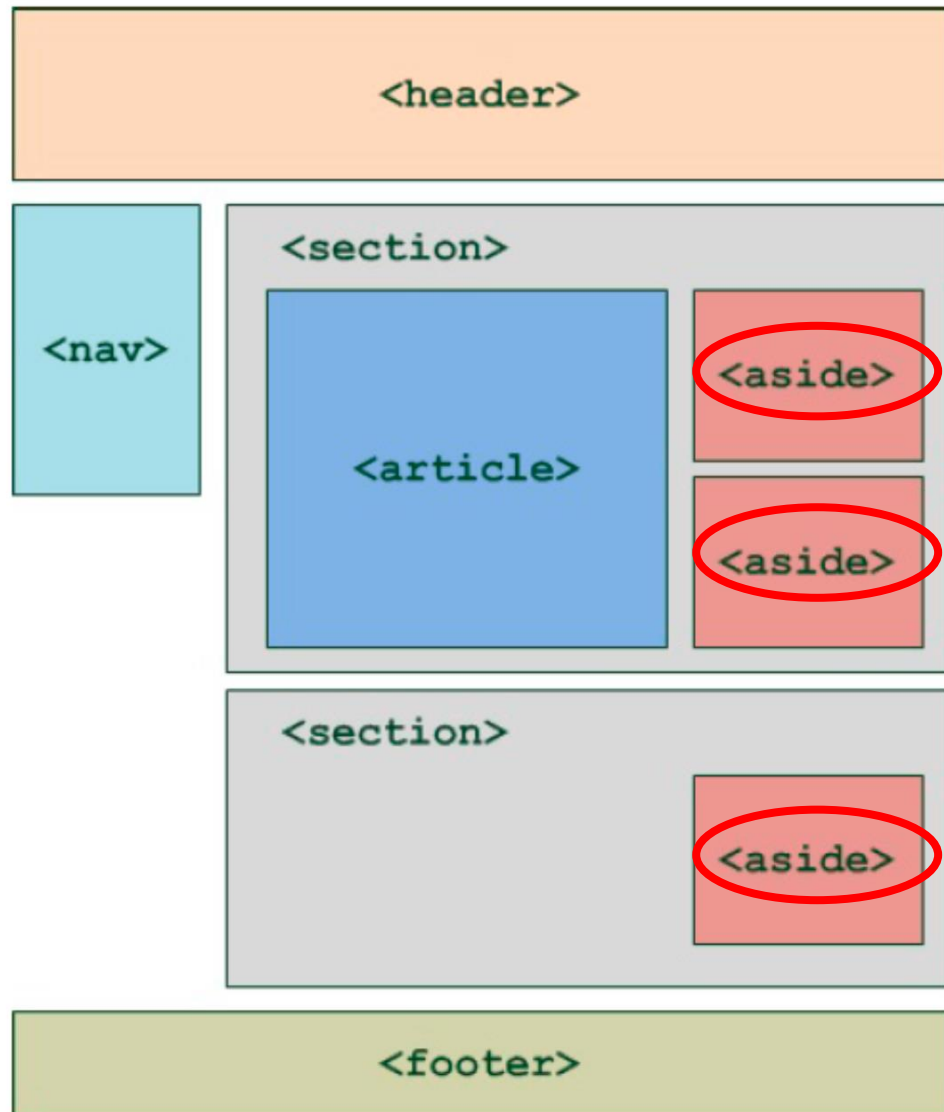 <header>
<section>
<nav>
<aside>
<article>
<aside>
<section>
<aside>
<footer>